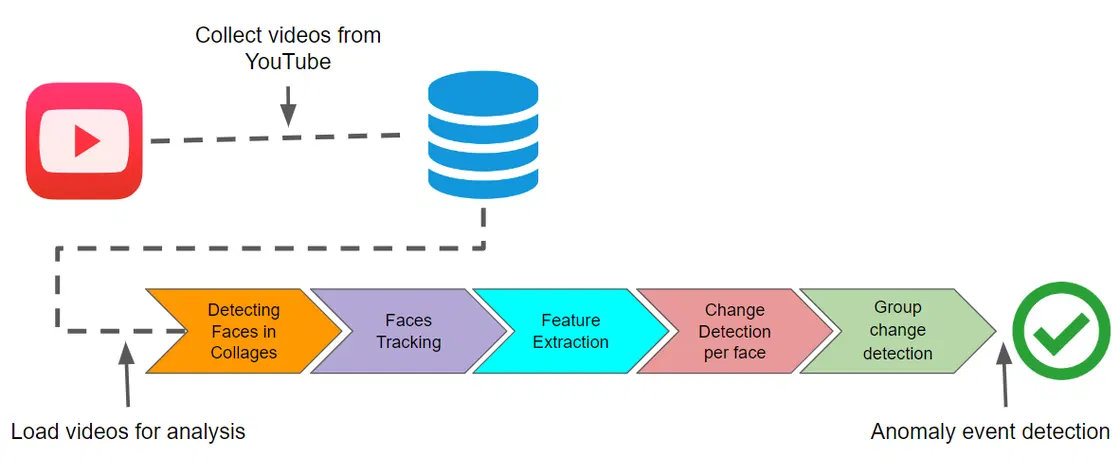 Collect videos from
YouTube
Detecting
Faces in
Collages
Faces
Tracking
Feature
Extraction
Change
Detection
per face
Group
change
detection
Load videos for analysis
Anomaly event detection